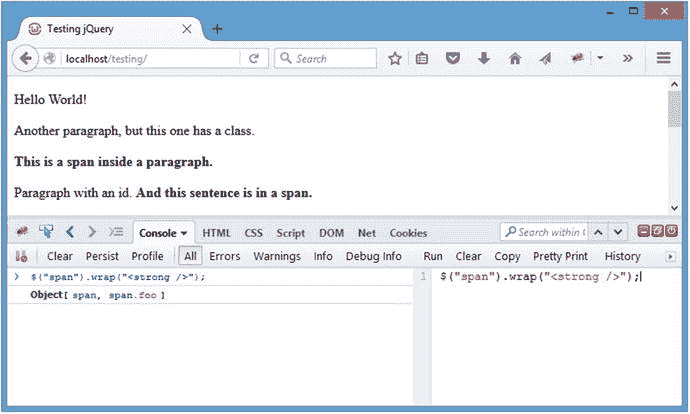 Testing jQuery
localhost/testing/
Search
Hello World!
Another paragraph, but this one has a class.
This is a span inside a paragraph.
Paragraph with an id. And this sentence is in a span.
Console HTML CSS Script DOM Net Cookies
Search within
Clear Persist Profile All Errors Warnings Info Debug Info Run Clear Copy Pretty Print History
$("span").wrap("<strong />");
Object[ span, span.foo ]
1 $("span").wrap("<strong />");